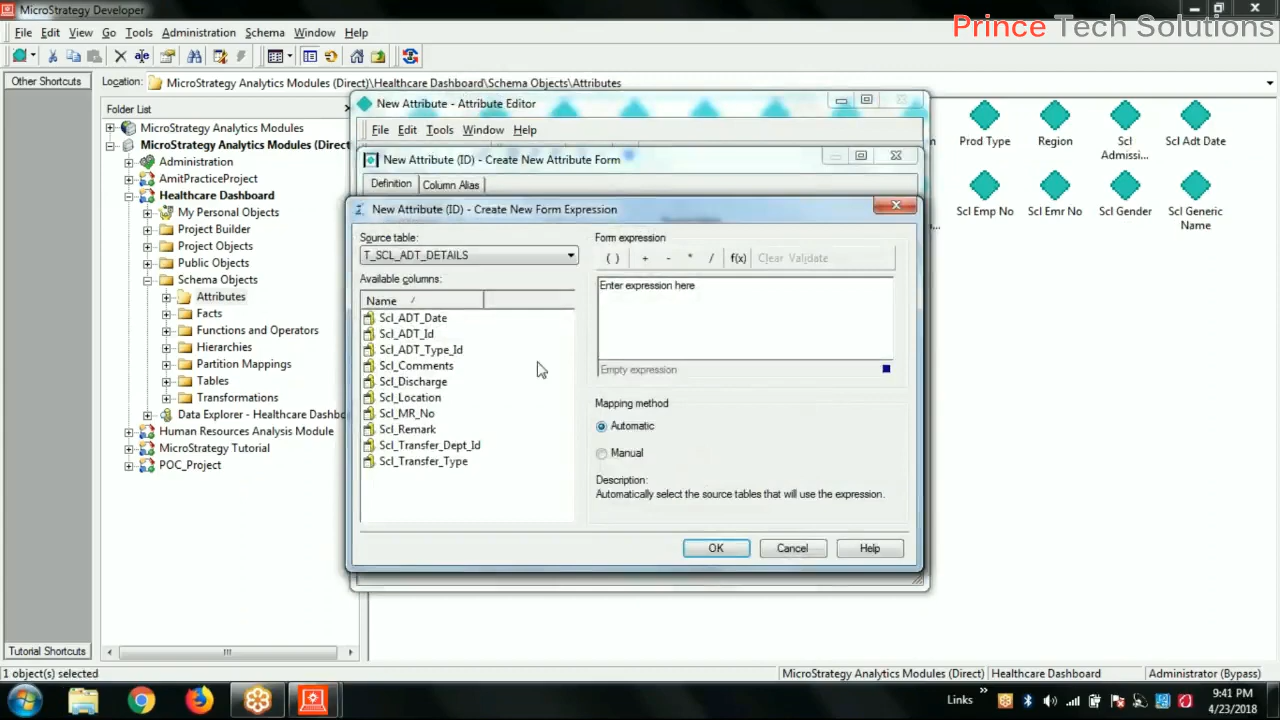 MicroStrategy Developer
Prince Tech Solutions
File Edit View Go Tools Administration Schema Window Help
Other Shortcuts
Location: MicroStrategy Analytics Modules (Direct)\Healthcare Dashboard\Schema Objects\Attributes
Folder List
MicroStrategy Analytics Modules
MicroStrategy Analytics Modules (Direct
Administration
AmitPracticeProject
Healthcare Dashboard
My Personal Objects
Project Builder
Project Objects
Public Objects
Schema Objects
Attributes
Facts
Functions and Operators
Hierarchies
Partition Mappings
Tables
Transformations
Data Explorer - Healthcare Dashbo
Human Resources Analysis Module
MicroStrategy Tutorial
POC_Project
Tutorial Shortcuts
New Attribute - Attribute Editor
File Edit Tools Window Help
New Attribute (ID) - Create New Attribute Form
Definition Column Alias
New Attribute (ID) - Create New Form Expression
Source table:
T_SCL_ADT_DETAILS
Available columns:
Name
Scl_ADT_Date
Scl_ADT_Id
Scl_ADT_Type_Id
Scl_Comments
Scl_Discharge
Scl_Location
Scl_MR_No
Scl_Remark
Scl_Transfer_Dept_Id
Scl_Transfer_Type
Form expression
( ) + - * / f(x) Clear Validate
Enter expression here
Empty expression
Mapping method
Automatic
Manual
Description:
Automatically select the source tables that will use the expression.
OK Cancel Help
Prod Type
Region
Scl
Admissi...
Scl Adt Date
Scl Emp No
Scl Emr No
Scl Gender
Scl Generic
Name
1 object(s) selected
MicroStrategy Analytics Modules (Direct) Healthcare Dashboard Administrator (Bypass)
Links
9:41 PM
4/23/2018